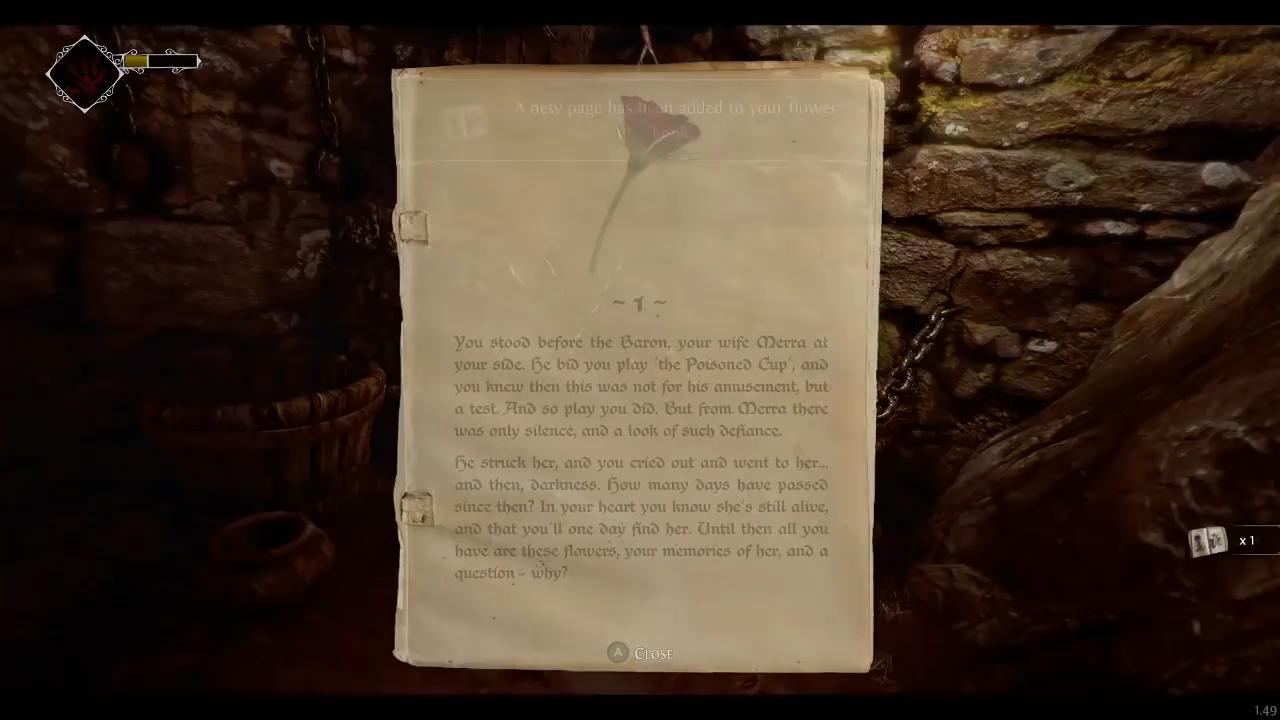 A new page has been added to your flower
book
~ 1 ~
You stood before the Baron, your wife Merra at
your side. He bid you play 'the Poisoned Cup', and
you knew then this was not for his amusement, but
a test. And so play you did. But from Merra there
was only silence, and a look of such defiance.
He struck her, and you cried out and went to her...
and then, darkness. How many days have passed
since then? In your heart you know she's still alive,
and that you'll one day find her. Until then all you
have are these flowers, your memories of her, and a
question - why?
A Close
x 1
1.49